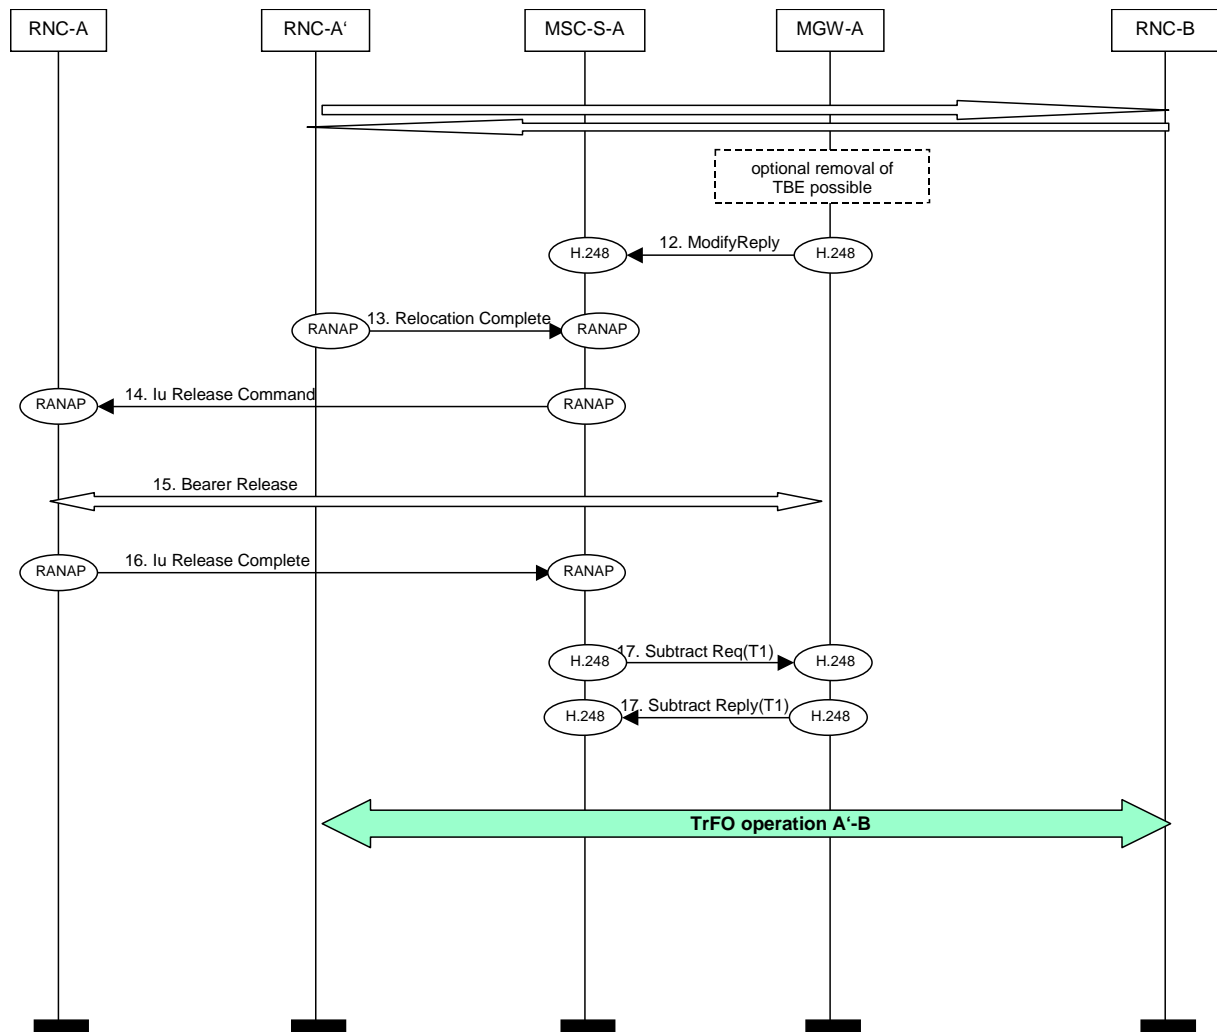 RNC-A
RNC-A‘
MSC-S-A
MGW-A
RNC-B
optional removal of
TBE possible
H.248
12. ModifyReply
H.248
RANAP
13. Relocation Complete
RANAP
RANAP
14. Iu Release Command
RANAP
15. Bearer Release
RANAP
16. Iu Release Complete
RANAP
H.248
17. Subtract Req(T1)
H.248
H.248
17. Subtract Reply(T1)
H.248
TrFO operation A‘-B